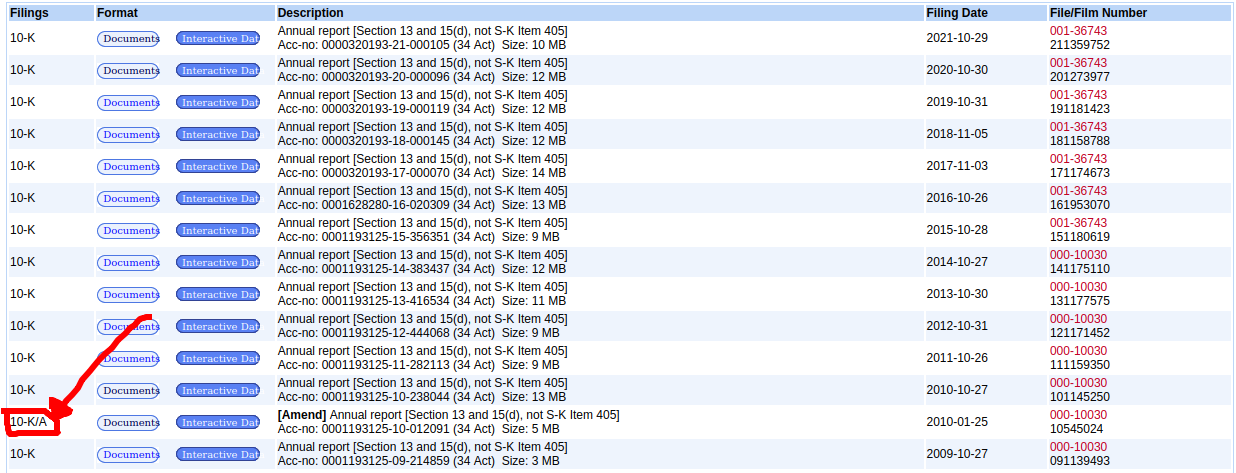 Filings Format Description Filing Date File/Film Number
10-K Documents Interactive Dat Annual report [Section 13 and 15(d), not S-K Item 405] 2021-10-29 001-36743
Acc-no: 0000320193-21-000105 (34 Act) Size: 10 MB 211359752
10-K Documents Interactive Dat Annual report [Section 13 and 15(d), not S-K Item 405] 2020-10-30 001-36743
Acc-no: 0000320193-20-000096 (34 Act) Size: 12 MB 201273977
10-K Documents Interactive Dat Annual report [Section 13 and 15(d), not S-K Item 405] 2019-10-31 001-36743
Acc-no: 0000320193-19-000119 (34 Act) Size: 12 MB 191181423
10-K Documents Interactive Dat Annual report [Section 13 and 15(d), not S-K Item 405] 2018-11-05 001-36743
Acc-no: 0000320193-18-000145 (34 Act) Size: 12 MB 181158788
10-K Documents Interactive Dat Annual report [Section 13 and 15(d), not S-K Item 405] 2017-11-03 001-36743
Acc-no: 0000320193-17-000070 (34 Act) Size: 14 MB 171174673
10-K Documents Interactive Dat Annual report [Section 13 and 15(d), not S-K Item 405] 2016-10-26 001-36743
Acc-no: 0001628280-16-020309 (34 Act) Size: 13 MB 161953070
10-K Documents Interactive Dat Annual report [Section 13 and 15(d), not S-K Item 405] 2015-10-28 001-36743
Acc-no: 0001193125-15-356351 (34 Act) Size: 9 MB 151180619
10-K Documents Interactive Dat Annual report [Section 13 and 15(d), not S-K Item 405] 2014-10-27 000-10030
Acc-no: 0001193125-14-383437 (34 Act) Size: 12 MB 141175110
10-K Documents Interactive Dat Annual report [Section 13 and 15(d), not S-K Item 405] 2013-10-30 000-10030
Acc-no: 0001193125-13-416534 (34 Act) Size: 11 MB 131177575
10-K Documents Interactive Dat Annual report [Section 13 and 15(d), not S-K Item 405] 2012-10-31 000-10030
Acc-no: 0001193125-12-444068 (34 Act) Size: 9 MB 121171452
10-K Documents Interactive Dat Annual report [Section 13 and 15(d), not S-K Item 405] 2011-10-26 000-10030
Acc-no: 0001193125-11-282113 (34 Act) Size: 9 MB 111159350
10-K Documents Interactive Dat Annual report [Section 13 and 15(d), not S-K Item 405] 2010-10-27 000-10030
Acc-no: 0001193125-10-238044 (34 Act) Size: 13 MB 101145250
10-K/A Documents Interactive Dat [Amend] Annual report [Section 13 and 15(d), not S-K Item 405] 2010-01-25 000-10030
Acc-no: 0001193125-10-012091 (34 Act) Size: 5 MB 10545024
10-K Documents Interactive Dat Annual report [Section 13 and 15(d), not S-K Item 405] 2009-10-27 000-10030
Acc-no: 0001193125-09-214859 (34 Act) Size: 3 MB 091139493